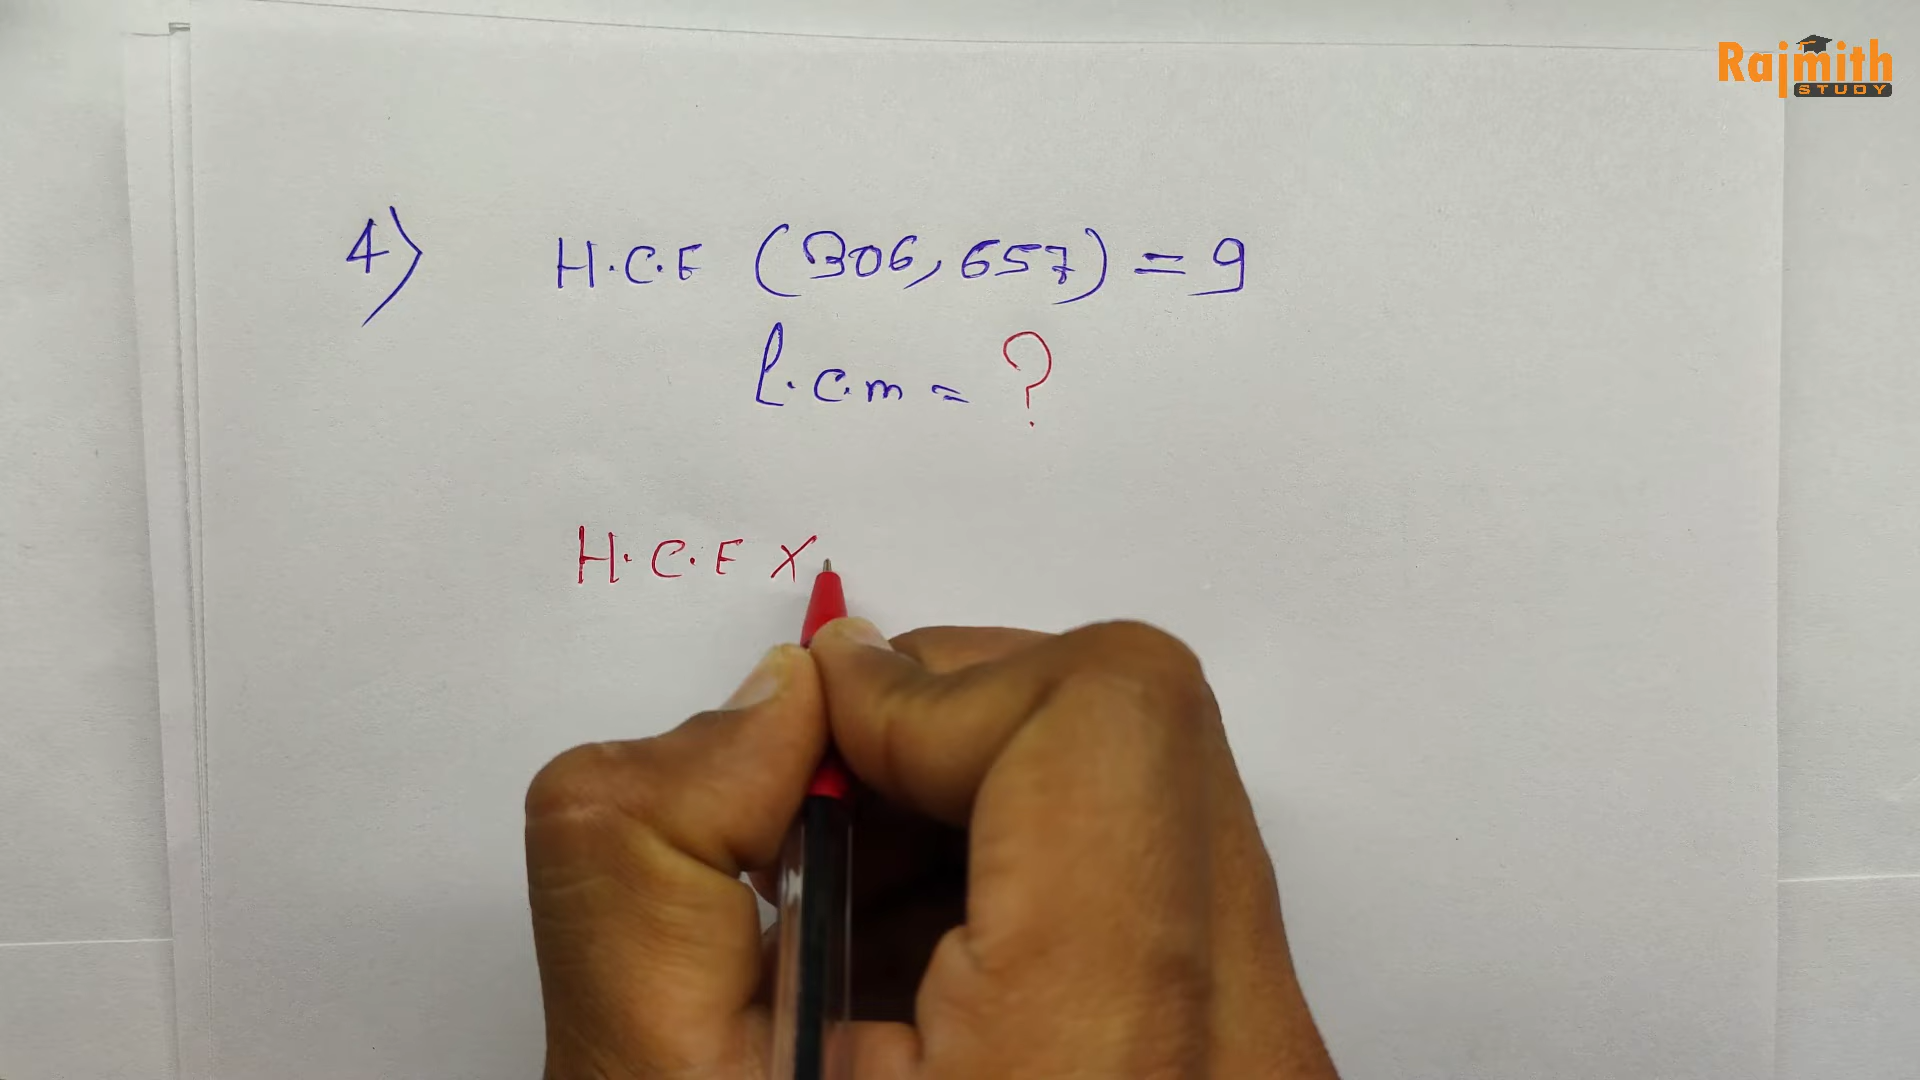 Rajmith
STUDY
4) H.C.F (306, 657) = 9
l.c.m = ?
H.C.F X